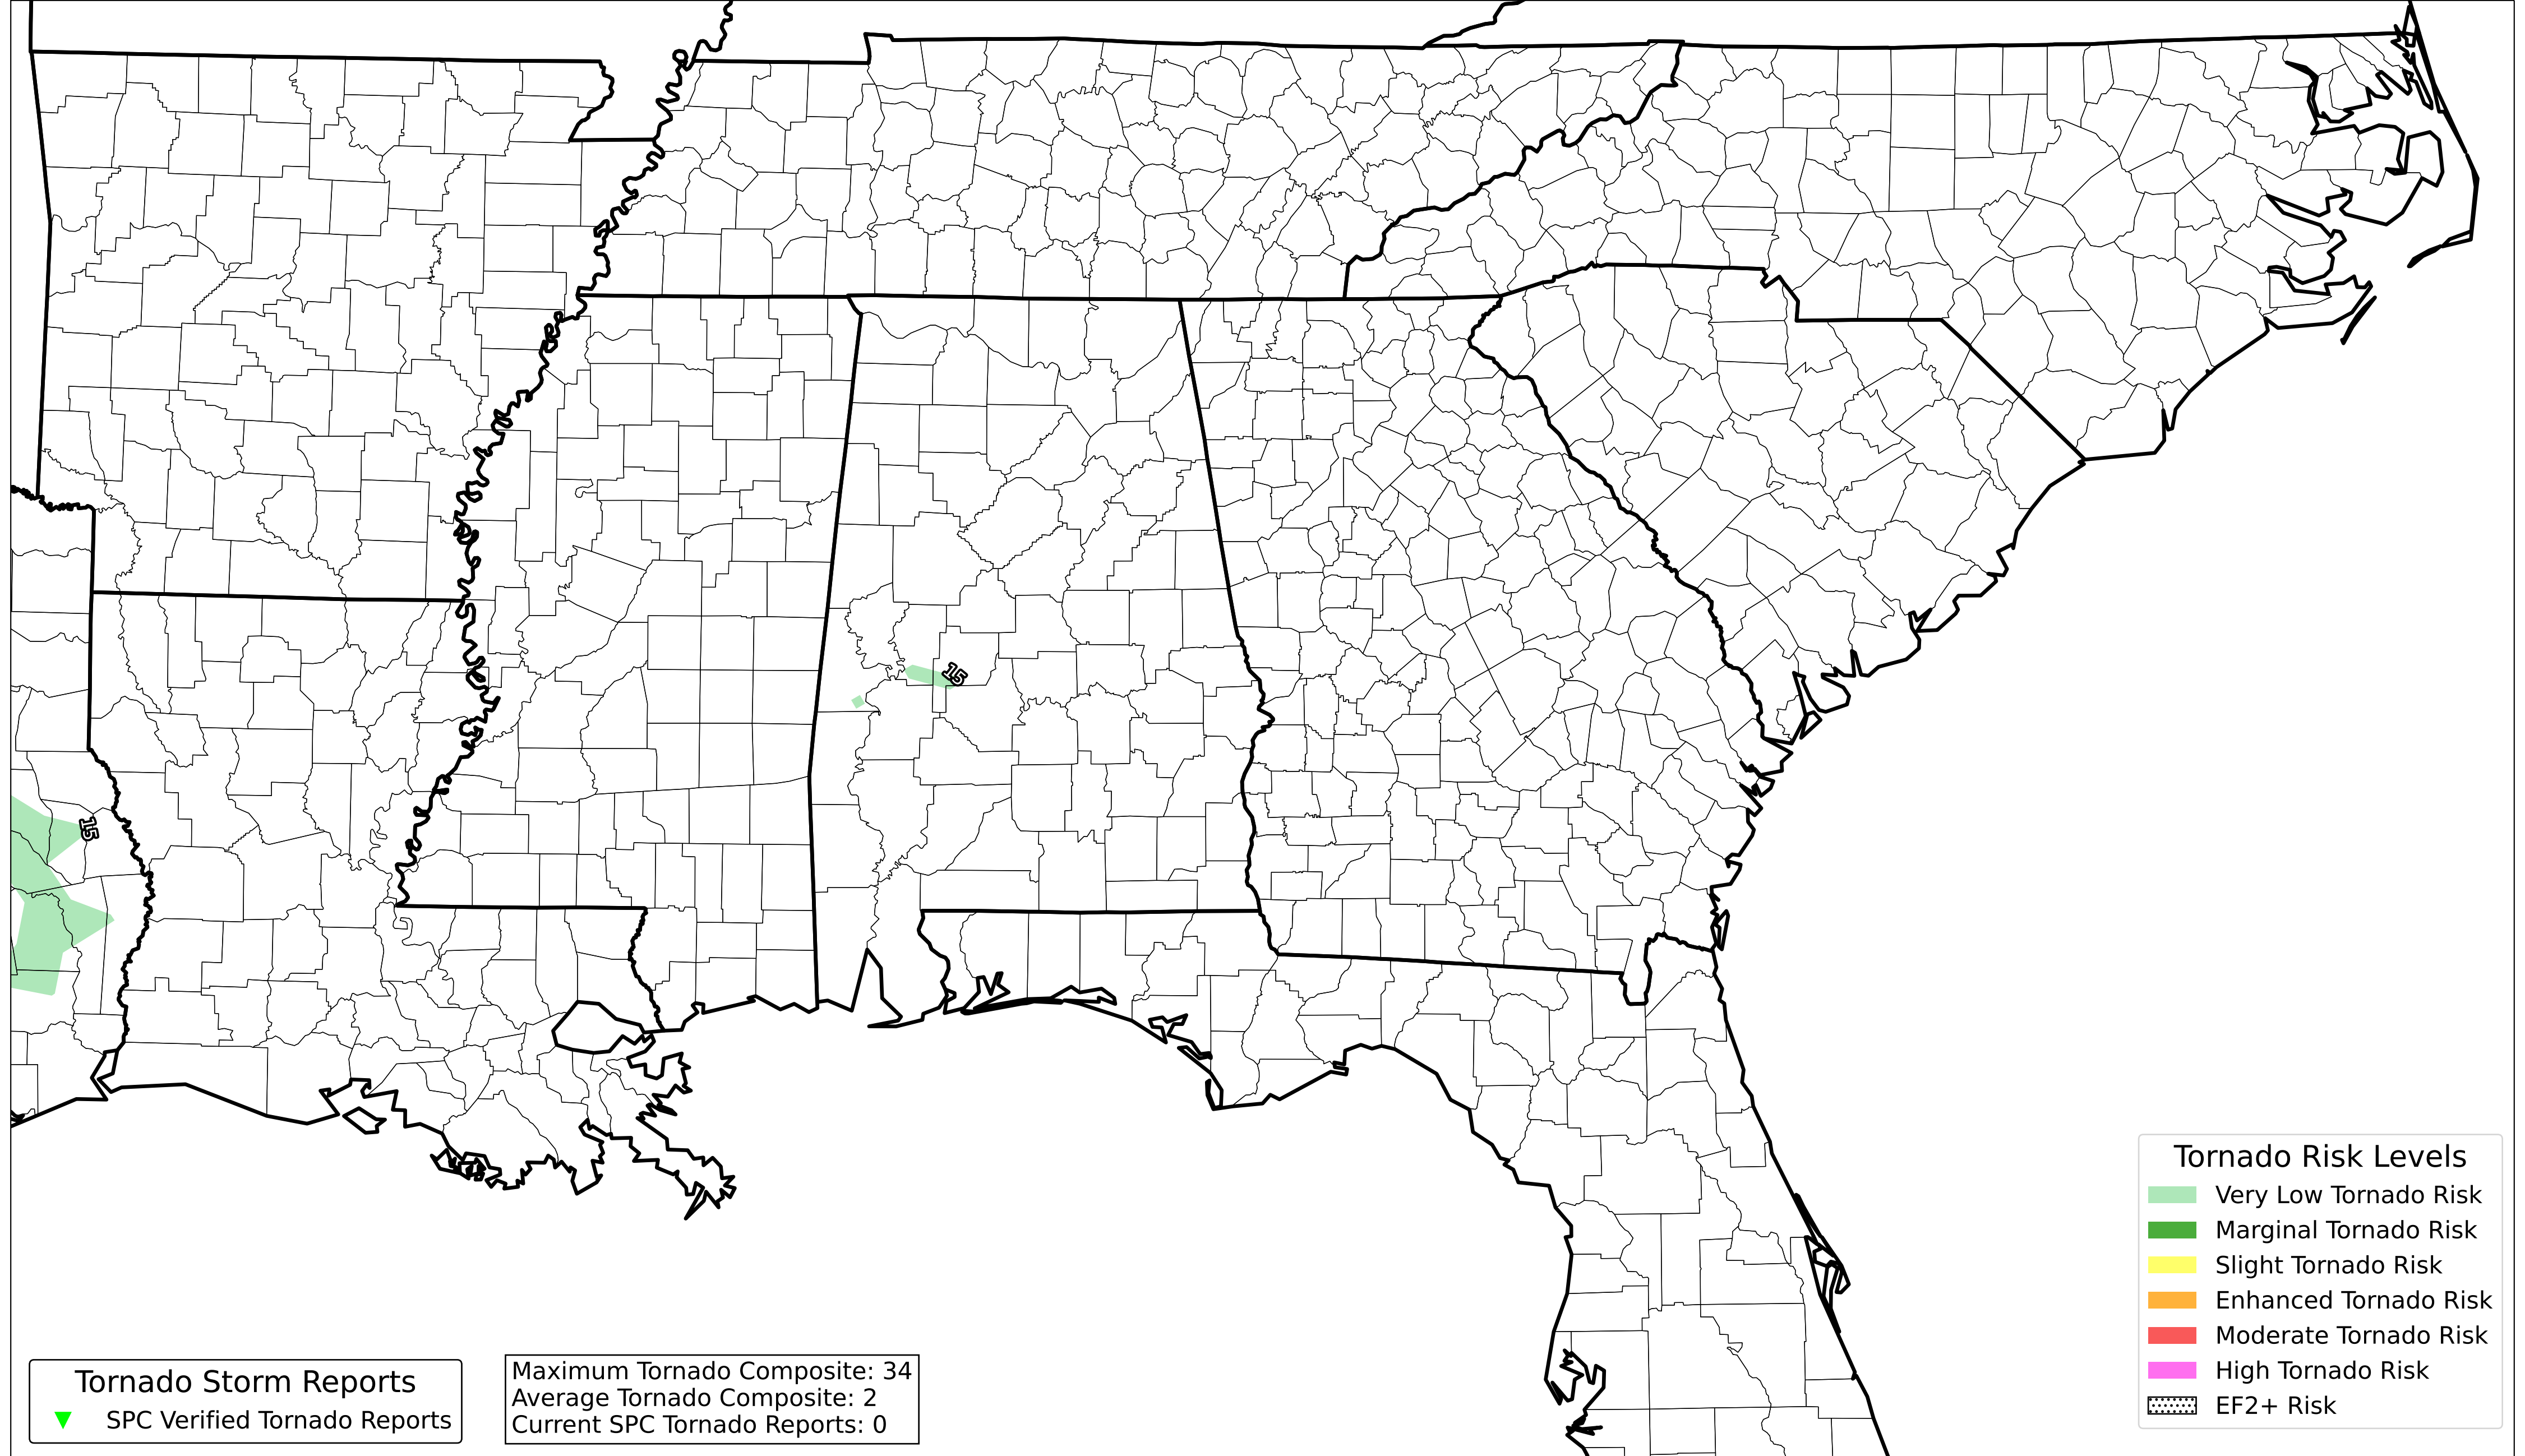 15
15
Tornado Risk Levels
Very Low Tornado Risk
Marginal Tornado Risk
Slight Tornado Risk
Enhanced Tornado Risk
Moderate Tornado Risk
High Tornado Risk
EF2+ Risk
Tornado Storm Reports
SPC Verified Tornado Reports
Maximum Tornado Composite: 34
Average Tornado Composite: 2
Current SPC Tornado Reports: 0